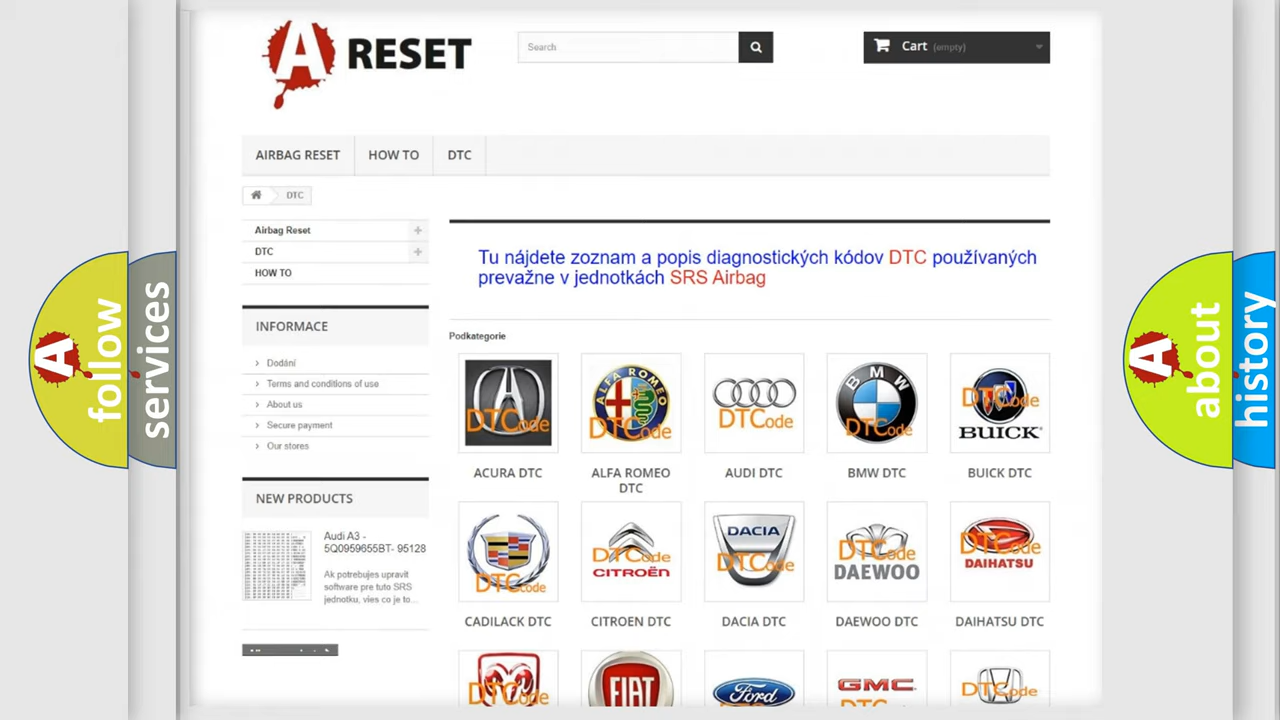 A RESET
Search
Cart (empty)
AIRBAG RESET
HOW TO
DTC
DTC
Airbag Reset
DTC
HOW TO
Tu nájdete zoznam a popis diagnostických kódov DTC používaných
prevažne v jednotkách SRS Airbag
INFORMACE
Podkategorie
Dodání
Terms and conditions of use
About us
Secure payment
Our stores
DTCode
ALFA ROMEO
DTCode
DTCode
BMW
DTCode
DTCode
BUICK
ACURA DTC
ALFA ROMEO
DTC
AUDI DTC
BMW DTC
BUICK DTC
NEW PRODUCTS
Audi A3 -
5Q0959655BT- 95128
Ak potrebujes upravit
software pre tuto SRS
jednotku, vies co je to...
DTCode
DTCode
CITROËN
DACIA
DTCode
DTCode
DAEWOO
DTCode
DAIHATSU
CADILACK DTC
CITROEN DTC
DACIA DTC
DAEWOO DTC
DAIHATSU DTC
DTCode
FIAT
Ford
GMC
DTCode
A follow
services
A about
history